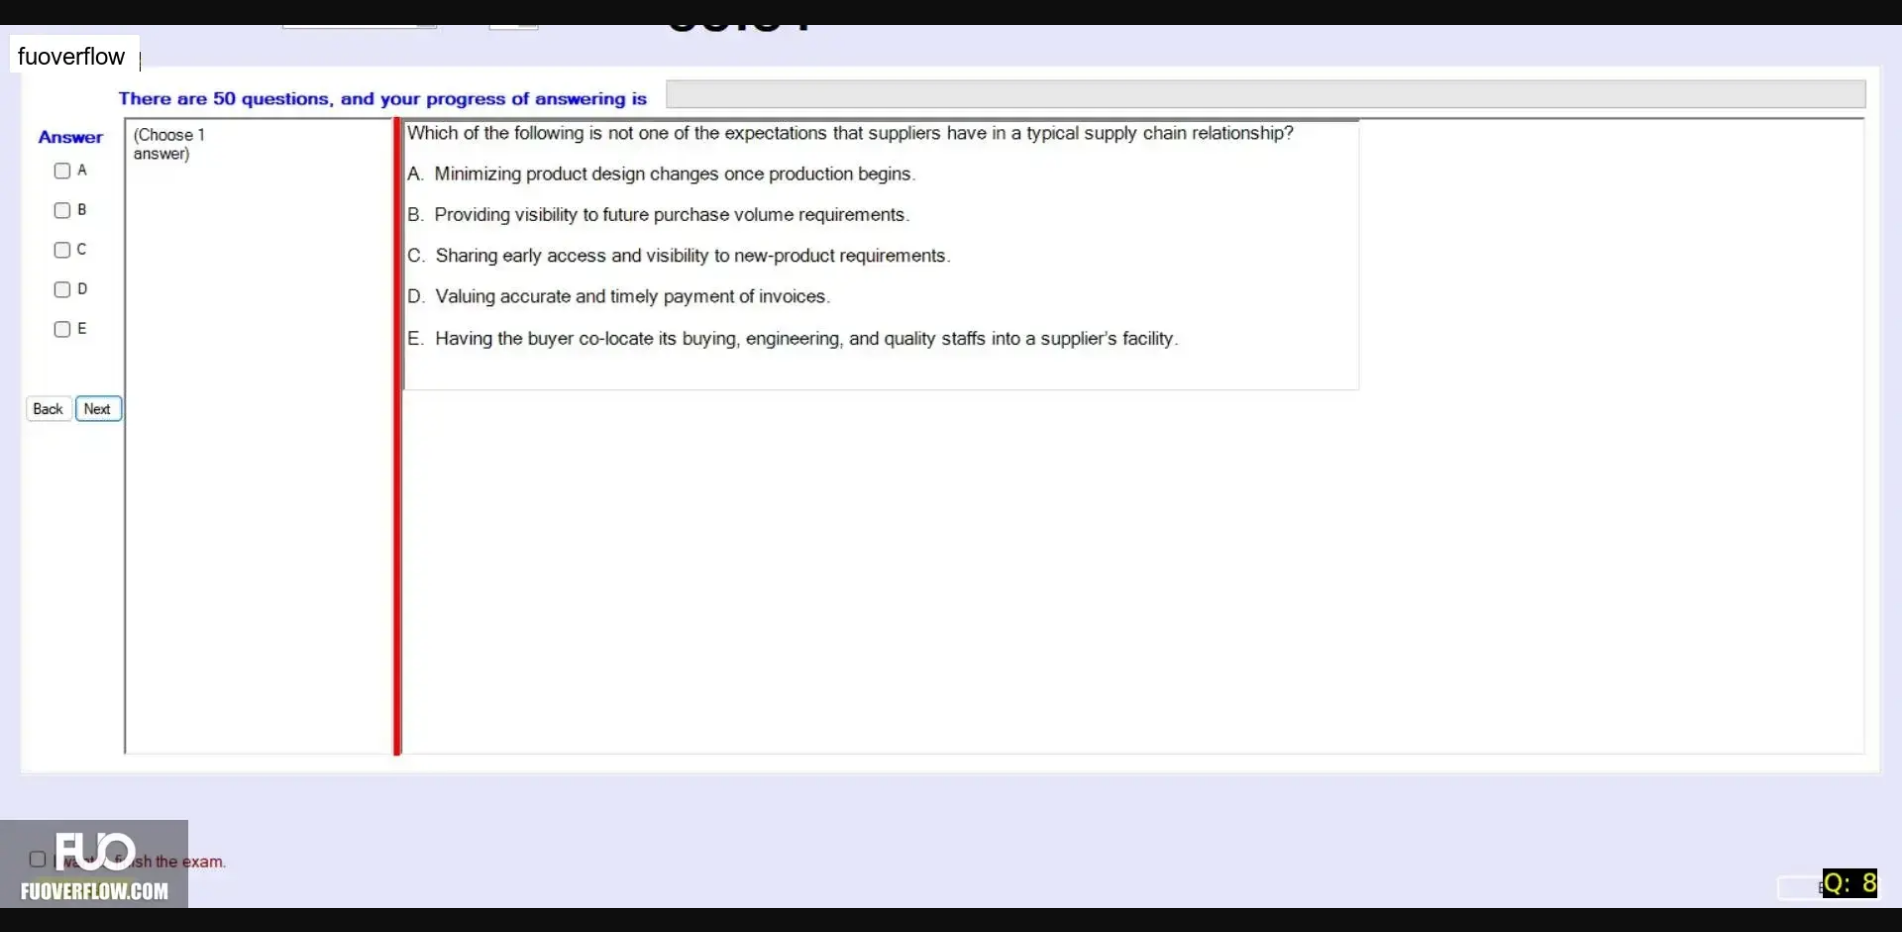 fuoverflow
There are 50 questions, and your progress of answering is
Answer
A
B
C
D
E
Back Next
(Choose 1
answer)
Which of the following is not one of the expectations that suppliers have in a typical supply chain relationship?
A. Minimizing product design changes once production begins.
B. Providing visibility to future purchase volume requirements.
C. Sharing early access and visibility to new-product requirements.
D. Valuing accurate and timely payment of invoices.
E. Having the buyer co-locate its buying, engineering, and quality staffs into a supplier's facility.
the exam.
FUO
FUOVERFLOW.COM
Q: 8